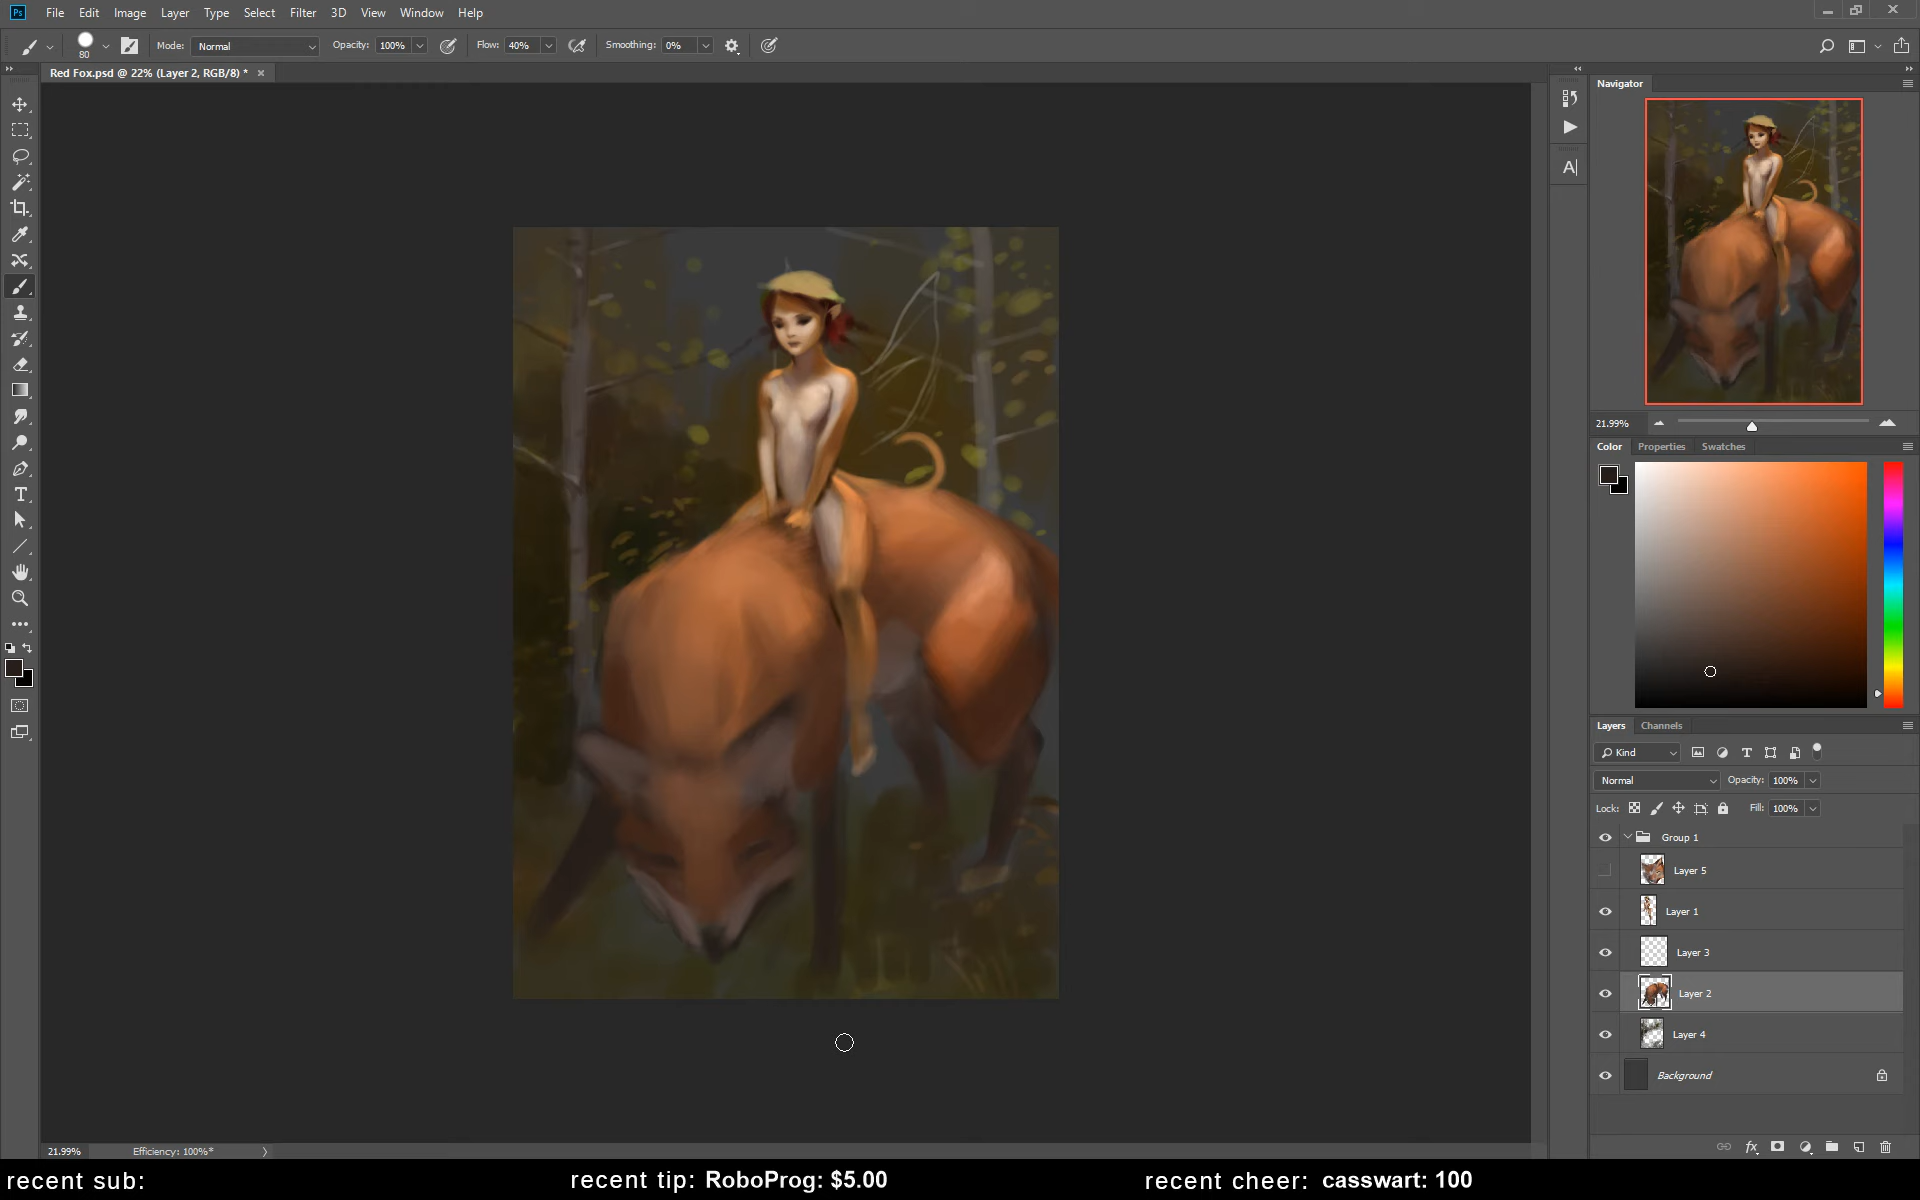 Ps File Edit Image Layer Type Select Filter 3D View Window Help
80 Mode: Normal Opacity: 100% Flow: 40% Smoothing: 0%
Red Fox.psd @ 22% (Layer 2, RGB/8) *
Navigator
A
21.99%
Color Properties Swatches
Layers Channels
Kind
Normal Opacity: 100%
Lock: Fill: 100%
Group 1
Layer 5
Layer 1
Layer 3
Layer 2
Layer 4
Background
fx
21.99% Efficiency: 100%*
recent sub: recent tip: RoboProg: $5.00 recent cheer: casswart: 100